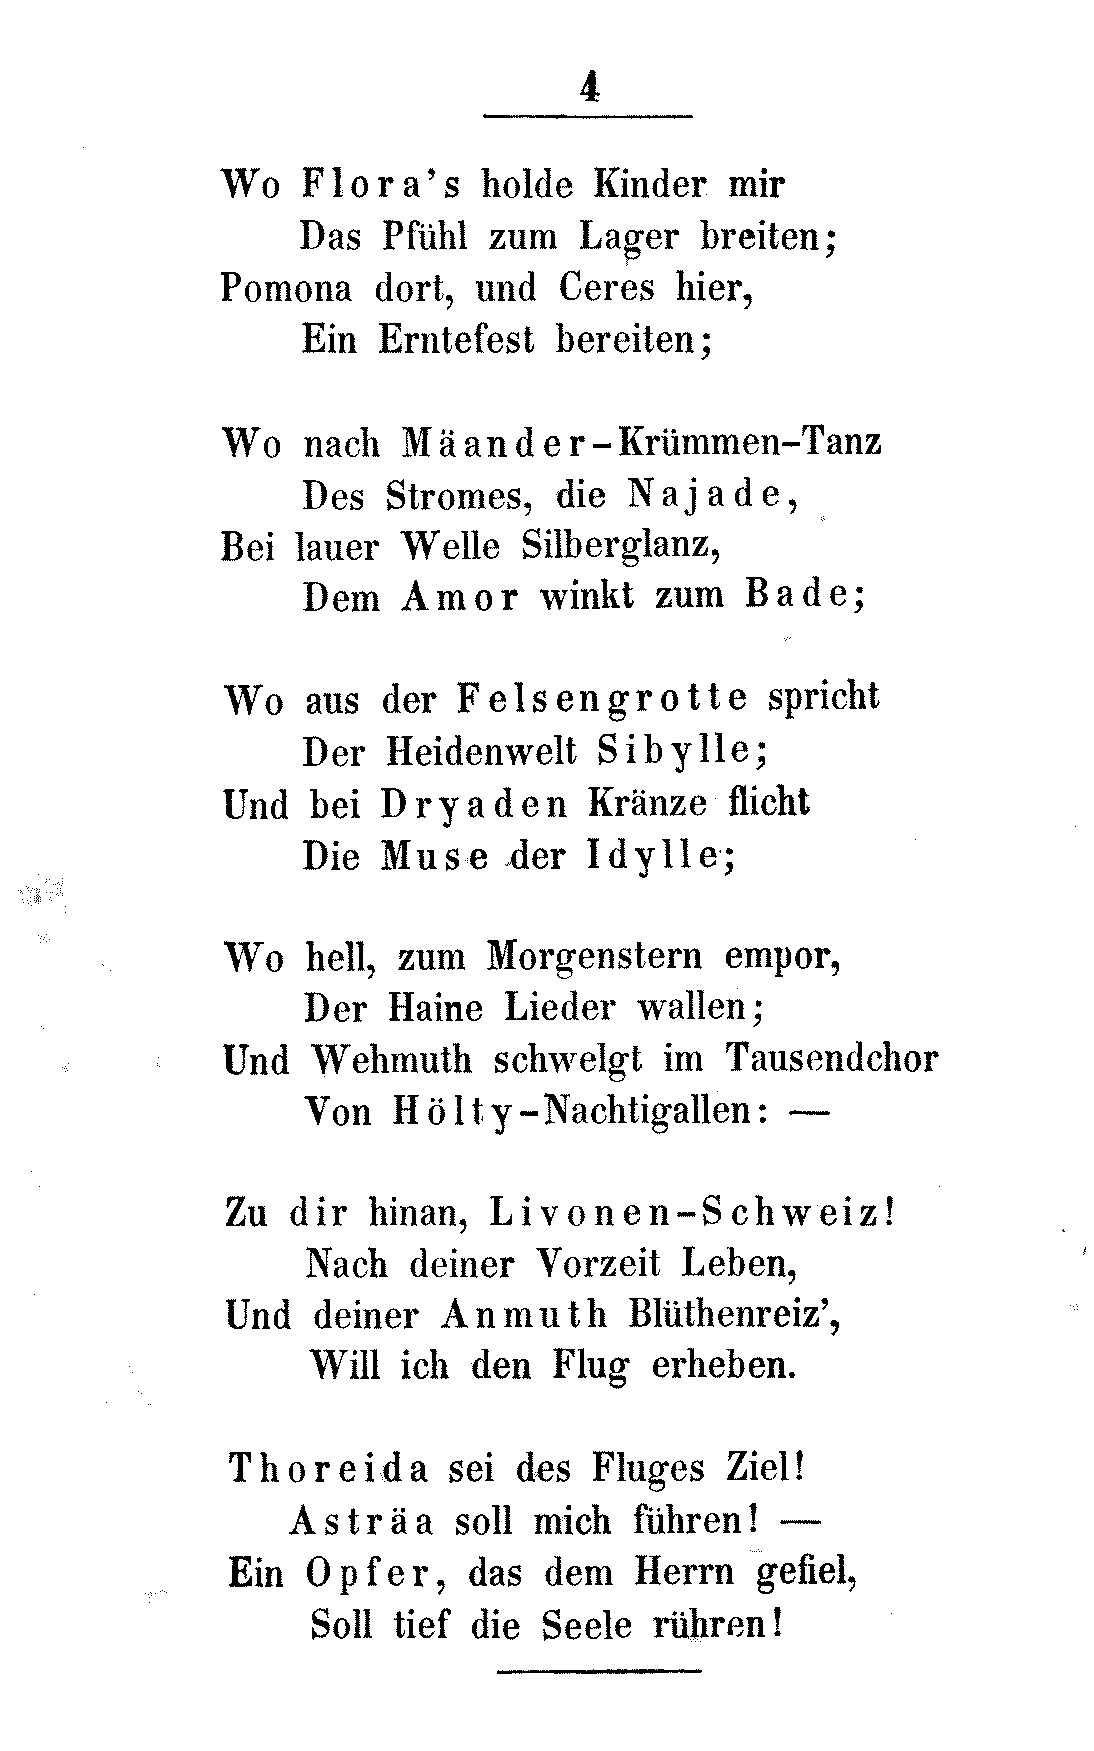 4
Wo Flora's holde Kinder mir
Das Pfühl zum Lager breiten;
Pomona dort, und Ceres hier,
Ein Erntefest bereiten;
Wo nach Mäander-Krümmen-Tanz
Des Stromes, die Najade,
Bei lauer Welle Silberglanz,
Dem Amor winkt zum Bade;
Wo aus der Felsengrotte spricht
Der Heidenwelt Sibylle;
Und bei Dryaden Kränze flicht
Die Muse der Idylle;
Wo hell, zum Morgenstern empor,
Der Haine Lieder wallen;
Und Wehmuth schwelgt im Tausendchor
Von Hölty-Nachtigallen: —
Zu dir hinan, Livonen-Schweiz!
Nach deiner Vorzeit Leben,
Und deiner Anmuth Blüthenreiz',
Will ich den Flug erheben.
Thoreida sei des Fluges Ziel!
Asträa soll mich führen! —
Ein Opfer, das dem Herrn gefiel,
Soll tief die Seele rühren!